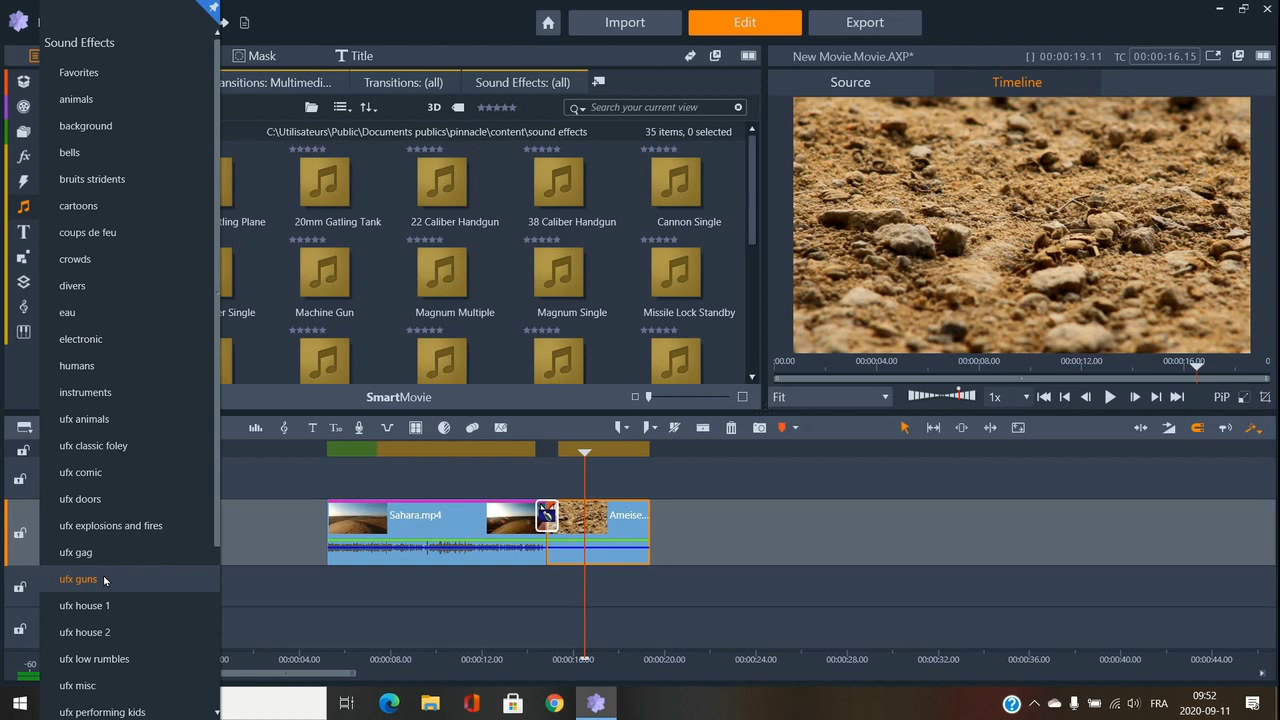 Sound Effects
Favorites
animals
background
bells
bruits stridents
cartoons
coups de feu
crowds
divers
eau
electronic
humans
instruments
ufx animals
ufx classic foley
ufx comic
ufx doors
ufx explosions and fires
ufx gag
ufx guns
ufx house 1
ufx house 2
ufx low rumbles
ufx misc
ufx performing kids
Import
Edit
Export
Mask
Title
ansitions: Multimedi...
Transitions: (all)
Sound Effects: (all)
3D
Search your current view
C:\Utilisateurs\Public\Documents publics\pinnacle\content\sound effects
35 items, 0 selected
tling Plane
20mm Gatling Tank
22 Caliber Handgun
38 Caliber Handgun
Cannon Single
er Single
Machine Gun
Magnum Multiple
Magnum Single
Missile Lock Standby
SmartMovie
New Movie.Movie.AXP*
[ ] 00:00:19.11
TC 00:00:16.15
Source
Timeline
:00.00
00:00:04.00
00:00:08.00
00:00:12.00
00:00:16.00
0
Fit
1x
PiP
Sahara.mp4
Ameise...
-60
:00
00:00:04.00
00:00:08.00
00:00:12.00
00:00:20.00
00:00:24.00
00:00:28.00
00:00:32.00
00:00:36.00
00:00:40.00
00:00:44.00
FR
09:52
2020-09-11